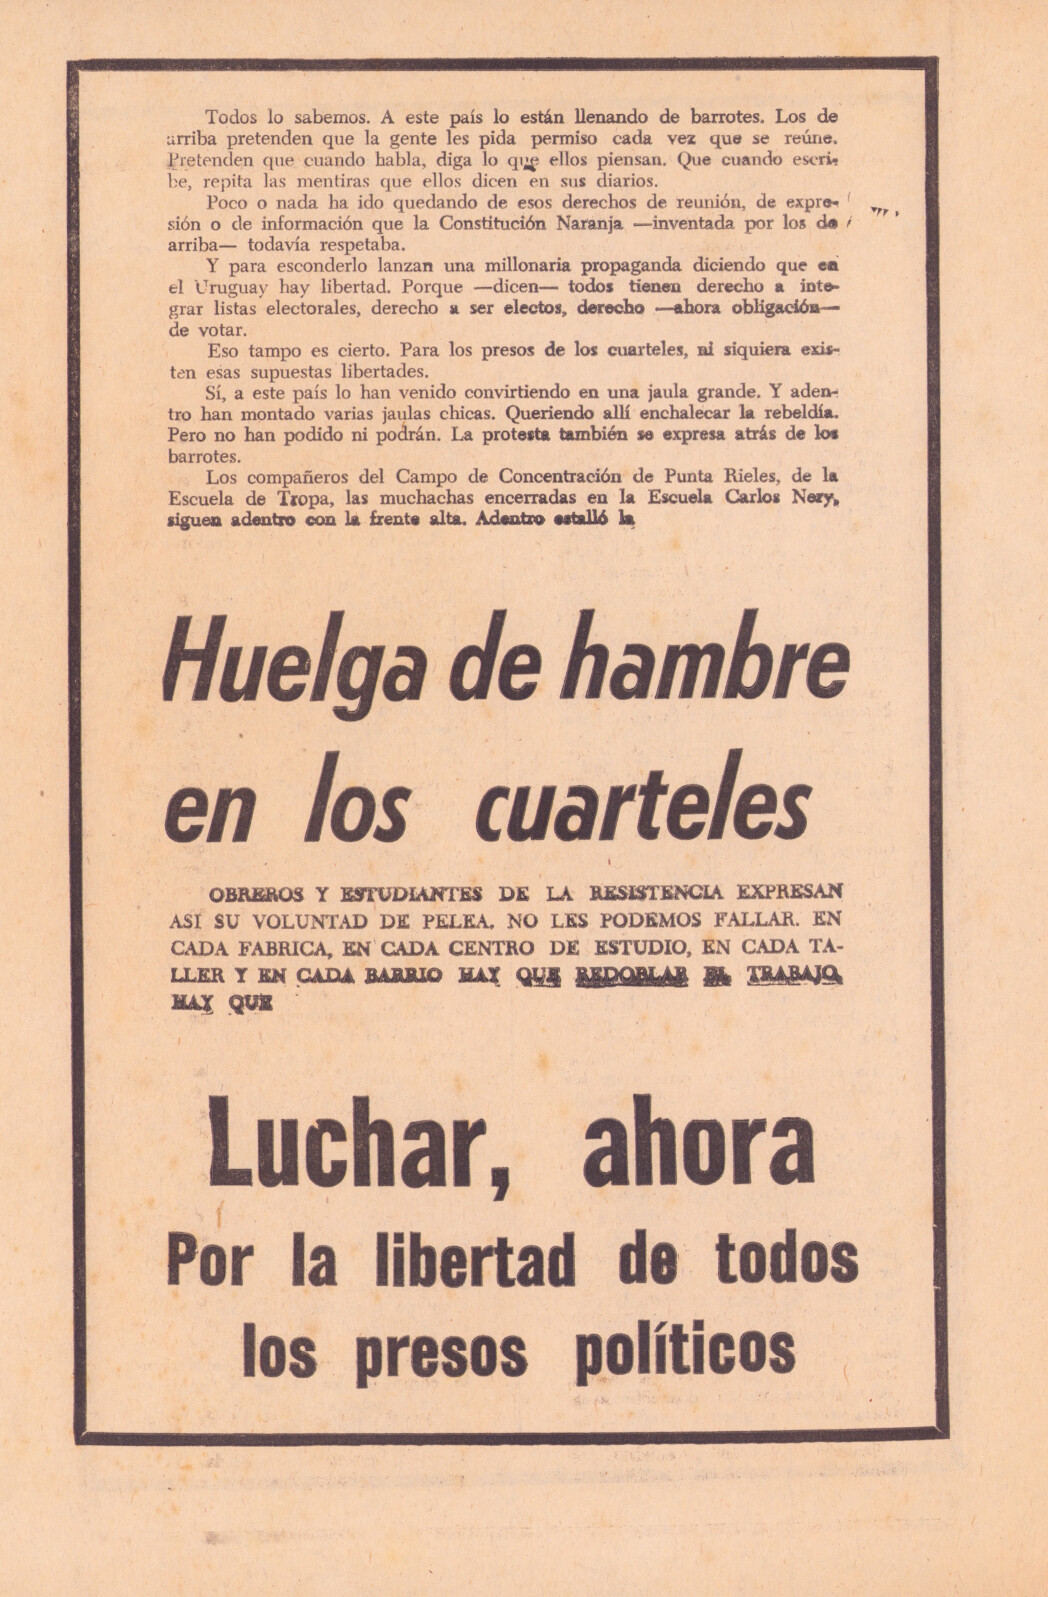 Todos lo sabemos. A este país lo están llenando de barrotes. Los de
arriba pretenden que la gente les pida permiso cada vez que se reúne.
Pretenden que cuando habla, diga lo que ellos piensan. Que cuando escri-
be, repita las mentiras que ellos dicen en sus diarios.
Poco o nada ha ido quedando de esos derechos de reunión, de expre-
sión o de información que la Constitución Naranja —inventada por los de
arriba— todavía respetaba.
Y para esconderlo lanzan una millonaria propaganda diciendo que en
el Uruguay hay libertad. Porque —dicen— todos tienen derecho a inte-
grar listas electorales, derecho a ser electos, derecho —ahora obligación—
de votar.
Eso tampo es cierto. Para los presos de los cuarteles, ni siquiera exis-
ten esas supuestas libertades.
Sí, a este país lo han venido convirtiendo en una jaula grande. Y aden-
tro han montado varias jaulas chicas. Queriendo allí enchalecar la rebeldía.
Pero no han podido ni podrán. La protesta también se expresa atrás de los
barrotes.
Los compañeros del Campo de Concentración de Punta Rieles, de la
Escuela de Tropa, las muchachas encerradas en la Escuela Carlos Nery,
siguen adentro con la frente alta. Adentro estalló la
Huelga de hambre
en los cuarteles
OBREROS Y ESTUDIANTES DE LA RESISTENCIA EXPRESAN
ASI SU VOLUNTAD DE PELEA. NO LES PODEMOS FALLAR. EN
CADA FABRICA, EN CADA CENTRO DE ESTUDIO, EN CADA TA-
LLER Y EN CADA BARRIO HAY QUE REDOBLAR EL TRABAJO,
HAY QUE
Luchar, ahora
Por la libertad de todos
los presos políticos